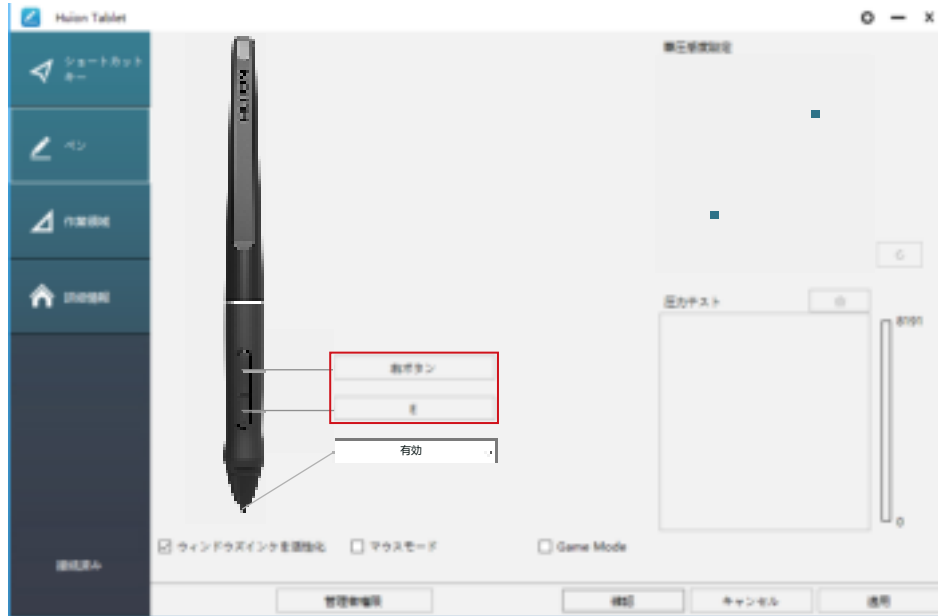 Huion Tablet
ショートカット
キー
ペン
作業領域
詳細情報
接続済み
HUION
右ボタン
E
有効
筆圧感度設定
圧力テスト
8191
0
ウィンドウズインクを活性化
マウスモード
Game Mode
管理者権限
確認
キャンセル
適用